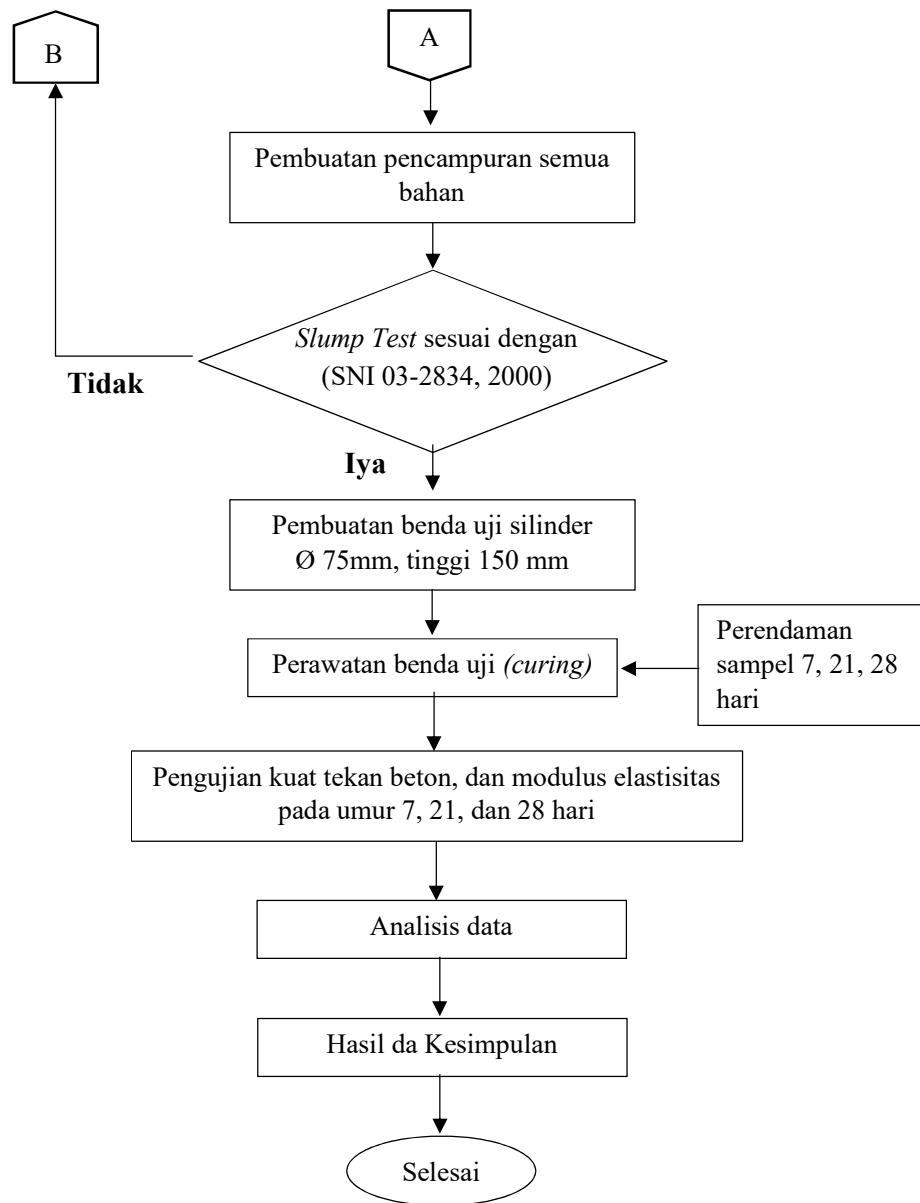 B
A
Pembuatan pencampuran semua
bahan
Slump Test sesuai dengan
(SNI 03-2834, 2000)
Tidak
Iya
Pembuatan benda uji silinder
Ø 75mm, tinggi 150 mm
Perawatan benda uji (curing)
Perendaman
sampel 7, 21, 28
hari
Pengujian kuat tekan beton, dan modulus elastisitas
pada umur 7, 21, dan 28 hari
Analisis data
Hasil da Kesimpulan
Selesai